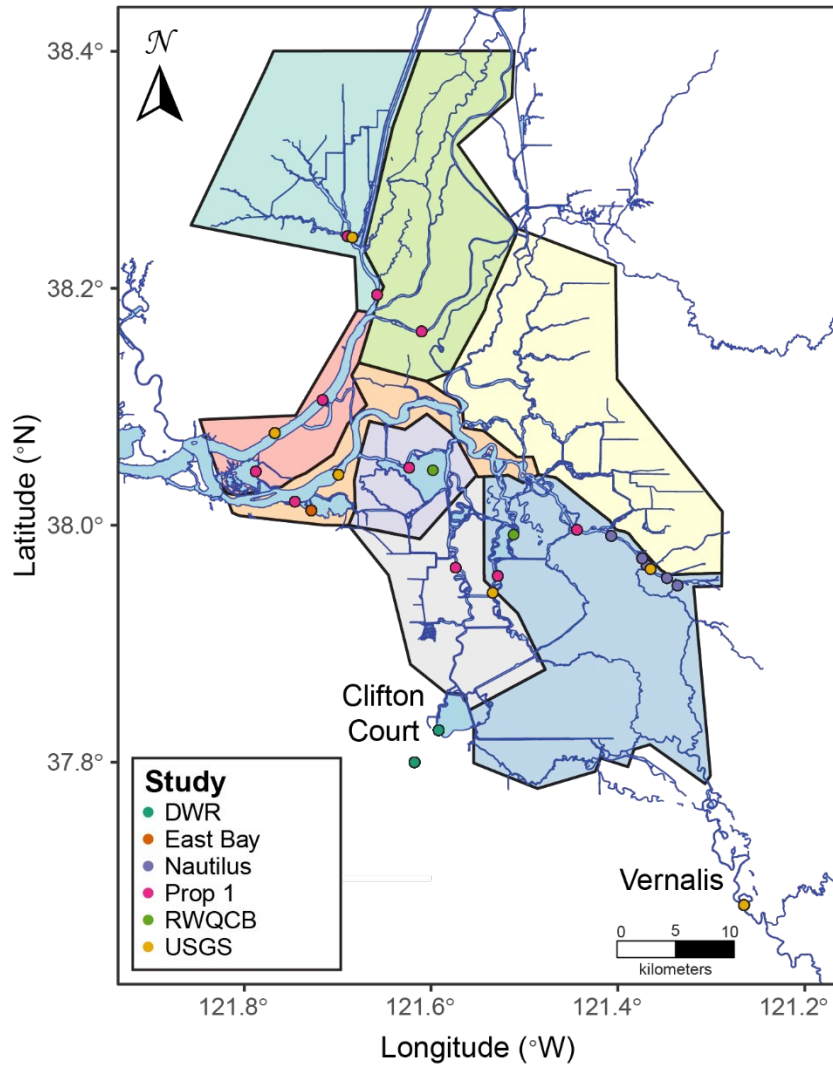 N
38.4°
38.2°
38.0°
37.8°
Latitude (°N)
Clifton
Court
Vernalis
Study
DWR
East Bay
Nautilus
Prop 1
RWQCB
USGS
0 5 10
kilometers
121.8° 121.6° 121.4° 121.2°
Longitude (°W)